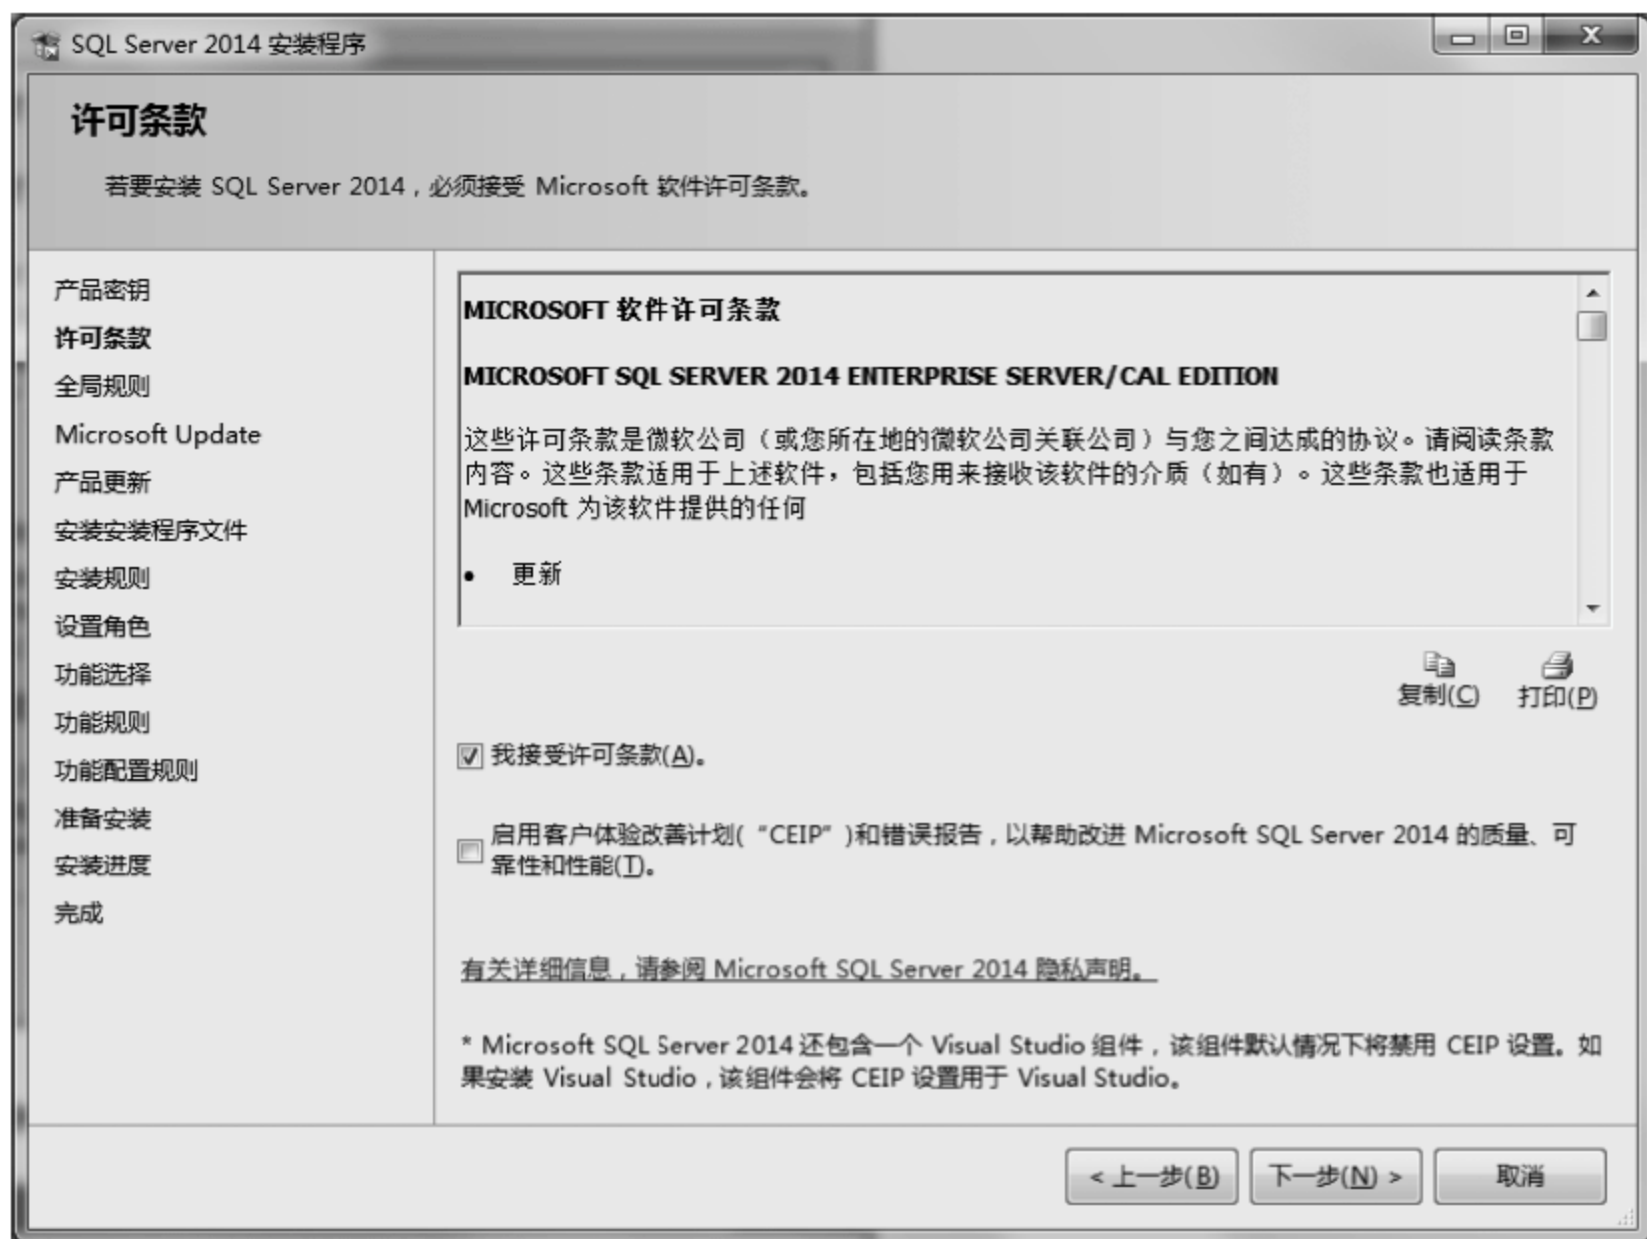 SQL Server 2014 安装程序
许可条款
若要安装 SQL Server 2014，必须接受 Microsoft 软件许可条款。
产品密钥
许可条款
全局规则
Microsoft Update
产品更新
安装安装程序文件
安装规则
设置角色
功能选择
功能规则
功能配置规则
准备安装
安装进度
完成
MICROSOFT 软件许可条款
MICROSOFT SQL SERVER 2014 ENTERPRISE SERVER/CAL EDITION
这些许可条款是微软公司（或您所在地的微软公司关联公司）与您之间达成的协议。请阅读条款
内容。这些条款适用于上述软件，包括您用来接收该软件的介质（如有）。这些条款也适用于
Microsoft 为该软件提供的任何
• 更新
复制(C) 打印(P)
我接受许可条款(A)。
启用客户体验改善计划(“CEIP”)和错误报告，以帮助改进 Microsoft SQL Server 2014 的质量、可
靠性和性能(T)。
有关详细信息，请参阅 Microsoft SQL Server 2014 隐私声明。
* Microsoft SQL Server 2014 还包含一个 Visual Studio 组件，该组件默认情况下将禁用 CEIP 设置。如
果安装 Visual Studio，该组件会将 CEIP 设置用于 Visual Studio。
< 上一步(B) 下一步(N) > 取消